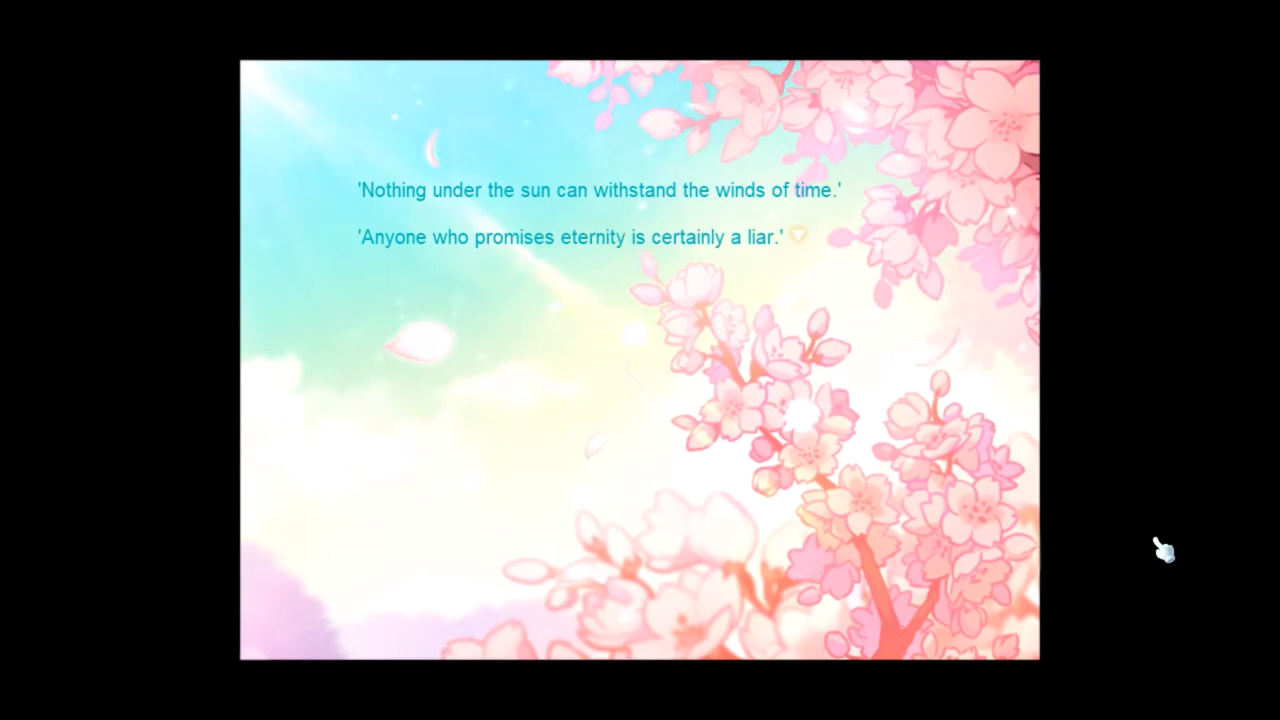 'Nothing under the sun can withstand the winds of time.'
'Anyone who promises eternity is certainly a liar.'